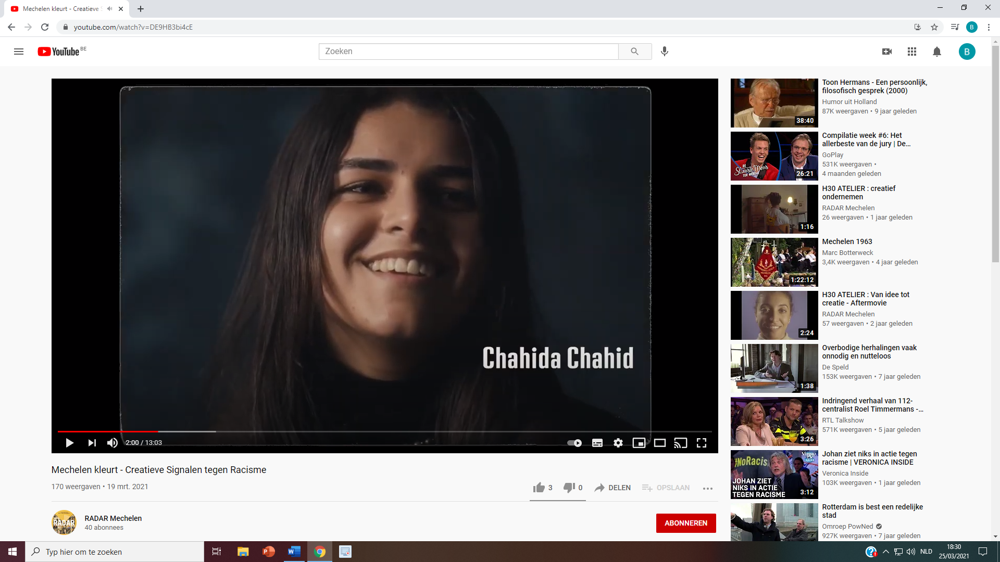 Mechelen kleurt - Creatieve S
youtube.com/watch?v=DE9HB3bi4cE
B
YouTube BE
Zoeken
B
Chahida Chahid
2:00 / 13:03
Mechelen kleurt - Creatieve Signalen tegen Racisme
170 weergaven • 19 mrt. 2021
3
0
DELEN
OPSLAAN
RADAR
RADAR Mechelen
40 abonnees
ABONNEREN
38:40
Toon Hermans - Een persoonlijk,
filosofisch gesprek (2000)
Humor uit Holland
87K weergaven • 9 jaar geleden
DE
Slimste Mens
TER WERELD
26:21
Compilatie week #6: Het
allerbeste van de jury | De...
GoPlay
531K weergaven •
4 maanden geleden
1:16
H30 ATELIER : creatief
ondernemen
RADAR Mechelen
26 weergaven • 1 jaar geleden
1:22:12
Mechelen 1963
Marc Botterweck
3,4K weergaven • 4 jaar geleden
2:24
H30 ATELIER : Van idee tot
creatie - Aftermovie
RADAR Mechelen
57 weergaven • 2 jaar geleden
1:38
Overbodige herhalingen vaak
onnodig en nutteloos
De Speld
153K weergaven • 7 jaar geleden
3:26
Indringend verhaal van 112-
centralist Roel Timmermans -...
RTL Talkshow
571K weergaven • 5 jaar geleden
#NoRacis
VERONICA
INSIDE
JOHAN ZIET
NIKS IN ACTIE
TEGEN RACISME
3:12
Johan ziet niks in actie tegen
racisme | VERONICA INSIDE
Veronica Inside
103K weergaven • 1 jaar geleden
Rotterdam is best een redelijke
stad
Omroep PowNed
927K weergaven • 7 jaar geleden
Typ hier om te zoeken
NLD
18:30
25/03/2021